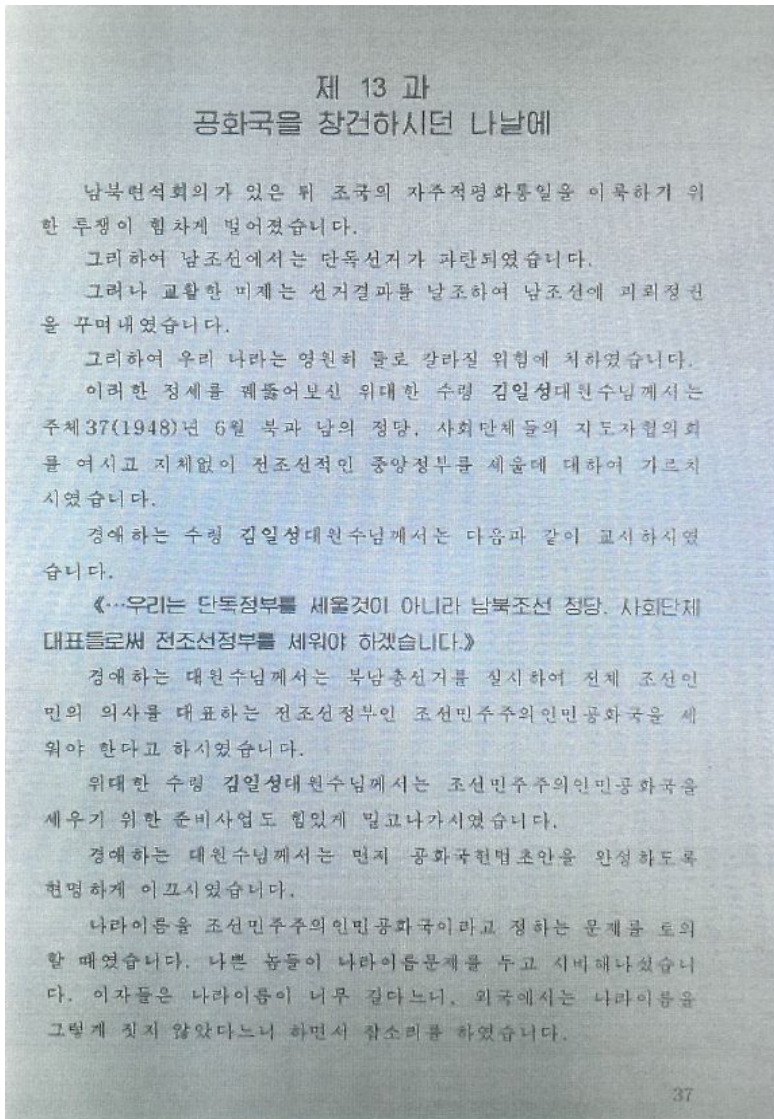 제 13 과
공화국을 창건하시던 나날에
남북련석회의가 있은 뒤 조국의 자주적평화통일을 이룩하기 위
한 투쟁이 힘차게 벌어졌습니다.
그리하여 남조선에서는 단독선거가 파탄되였습니다.
그러나 교활한 미제는 선거결과를 날조하여 남조선에 괴뢰정권
을 꾸며내였습니다.
그리하여 우리 나라는 영원히 둘로 갈라질 위험에 처하였습니다.
이러한 정세를 꿰뚫어보신 위대한 수령 김일성대원수님께서는
주체37(1948)년 6월 북과 남의 정당, 사회단체들의 지도자협의회
를 여시고 지체없이 전조선적인 중앙정부를 세울데 대하여 가르치
시였습니다.
경애하는 수령 김일성대원수님께서는 다음과 같이 교시하시였
습니다.
《…우리는 단독정부를 세울것이 아니라 남북조선 정당, 사회단체
대표들로써 전조선정부를 세워야 하겠습니다.》
경애하는 대원수님께서는 북남총선거를 실시하여 전체 조선인
민의 의사를 대표하는 전조선정부인 조선민주주의인민공화국을 세
워야 한다고 하시였습니다.
위대한 수령 김일성대원수님께서는 조선민주주의인민공화국을
세우기 위한 준비사업도 힘있게 밀고나가시였습니다.
경애하는 대원수님께서는 먼저 공화국헌법초안을 완성하도록
현명하게 이끄시였습니다.
나라이름을 조선민주주의인민공화국이라고 정하는 문제를 토의
할 때였습니다. 나쁜 놈들이 나라이름문제를 두고 시비해나섰습니
다. 이자들은 나라이름이 너무 길다느니, 외국에서는 나라이름을
그렇게 짓지 않았다느니 하면서 잡소리를 하였습니다.
37